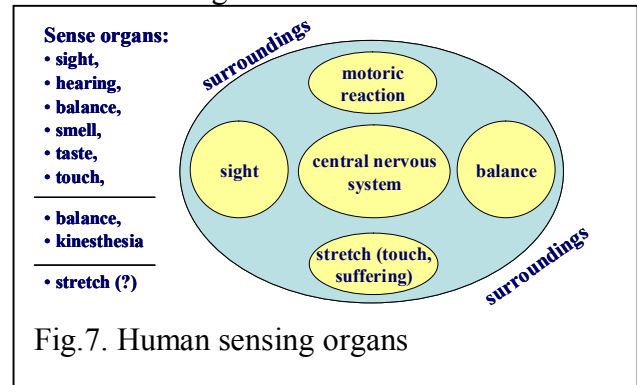 Sense organs:
• sight,
• hearing,
• balance,
• smell,
• taste,
• touch,
• balance,
• kinesthesia
• stretch (?)
surroundings
motoric
reaction
sight
central nervous
system
balance
stretch (touch,
suffering)
surroundings
Fig.7. Human sensing organs